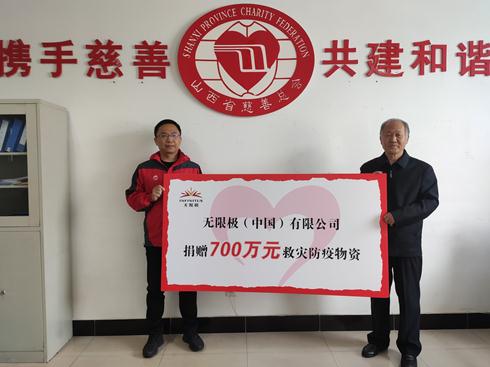 SHANXI PROVINCE CHARITY FEDERATION
携手慈善 共建和谐
山西省慈善总会
INFINITUS
无限极
无限极（中国）有限公司
捐赠700万元救灾防疫物资